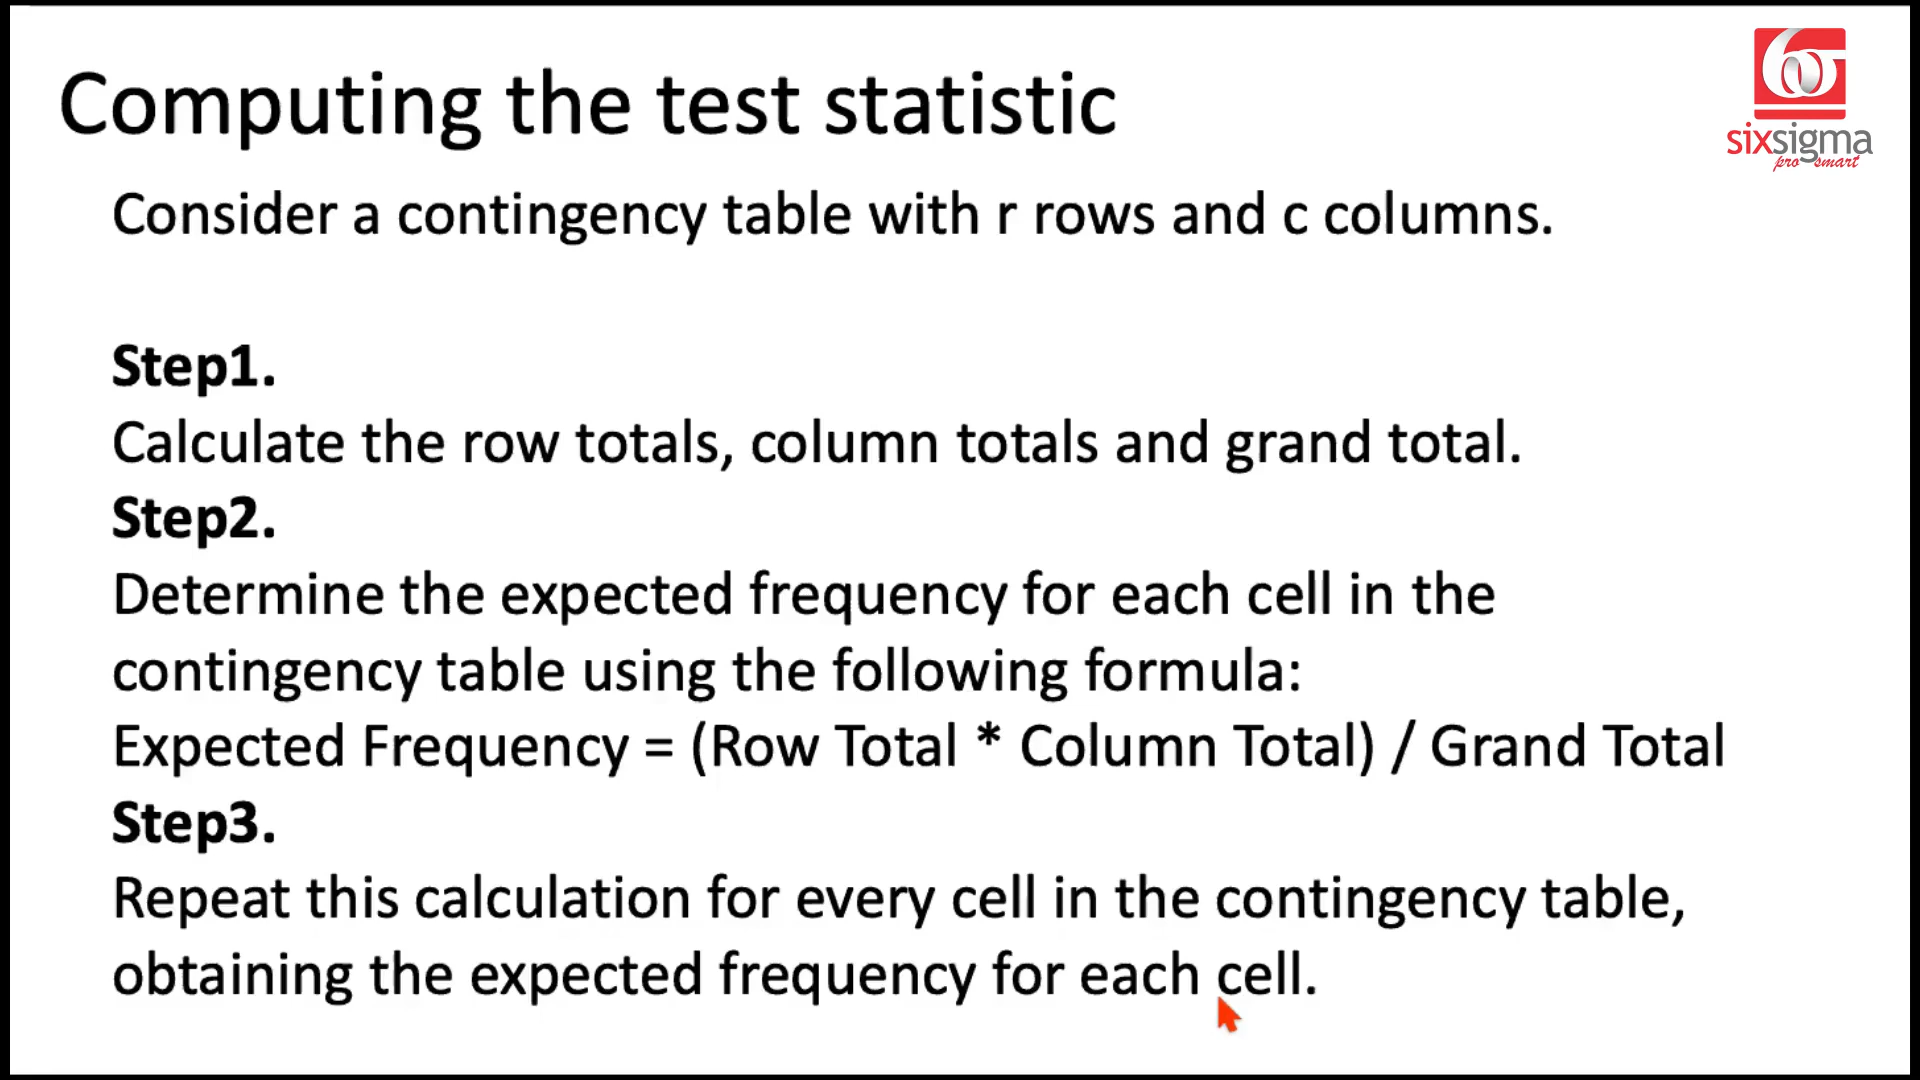 Computing the test statistic
sixsigma
pro smart
Consider a contingency table with r rows and c columns.
Step1.
Calculate the row totals, column totals and grand total.
Step2.
Determine the expected frequency for each cell in the
contingency table using the following formula:
Expected Frequency = (Row Total * Column Total) / Grand Total
Step3.
Repeat this calculation for every cell in the contingency table,
obtaining the expected frequency for each cell.